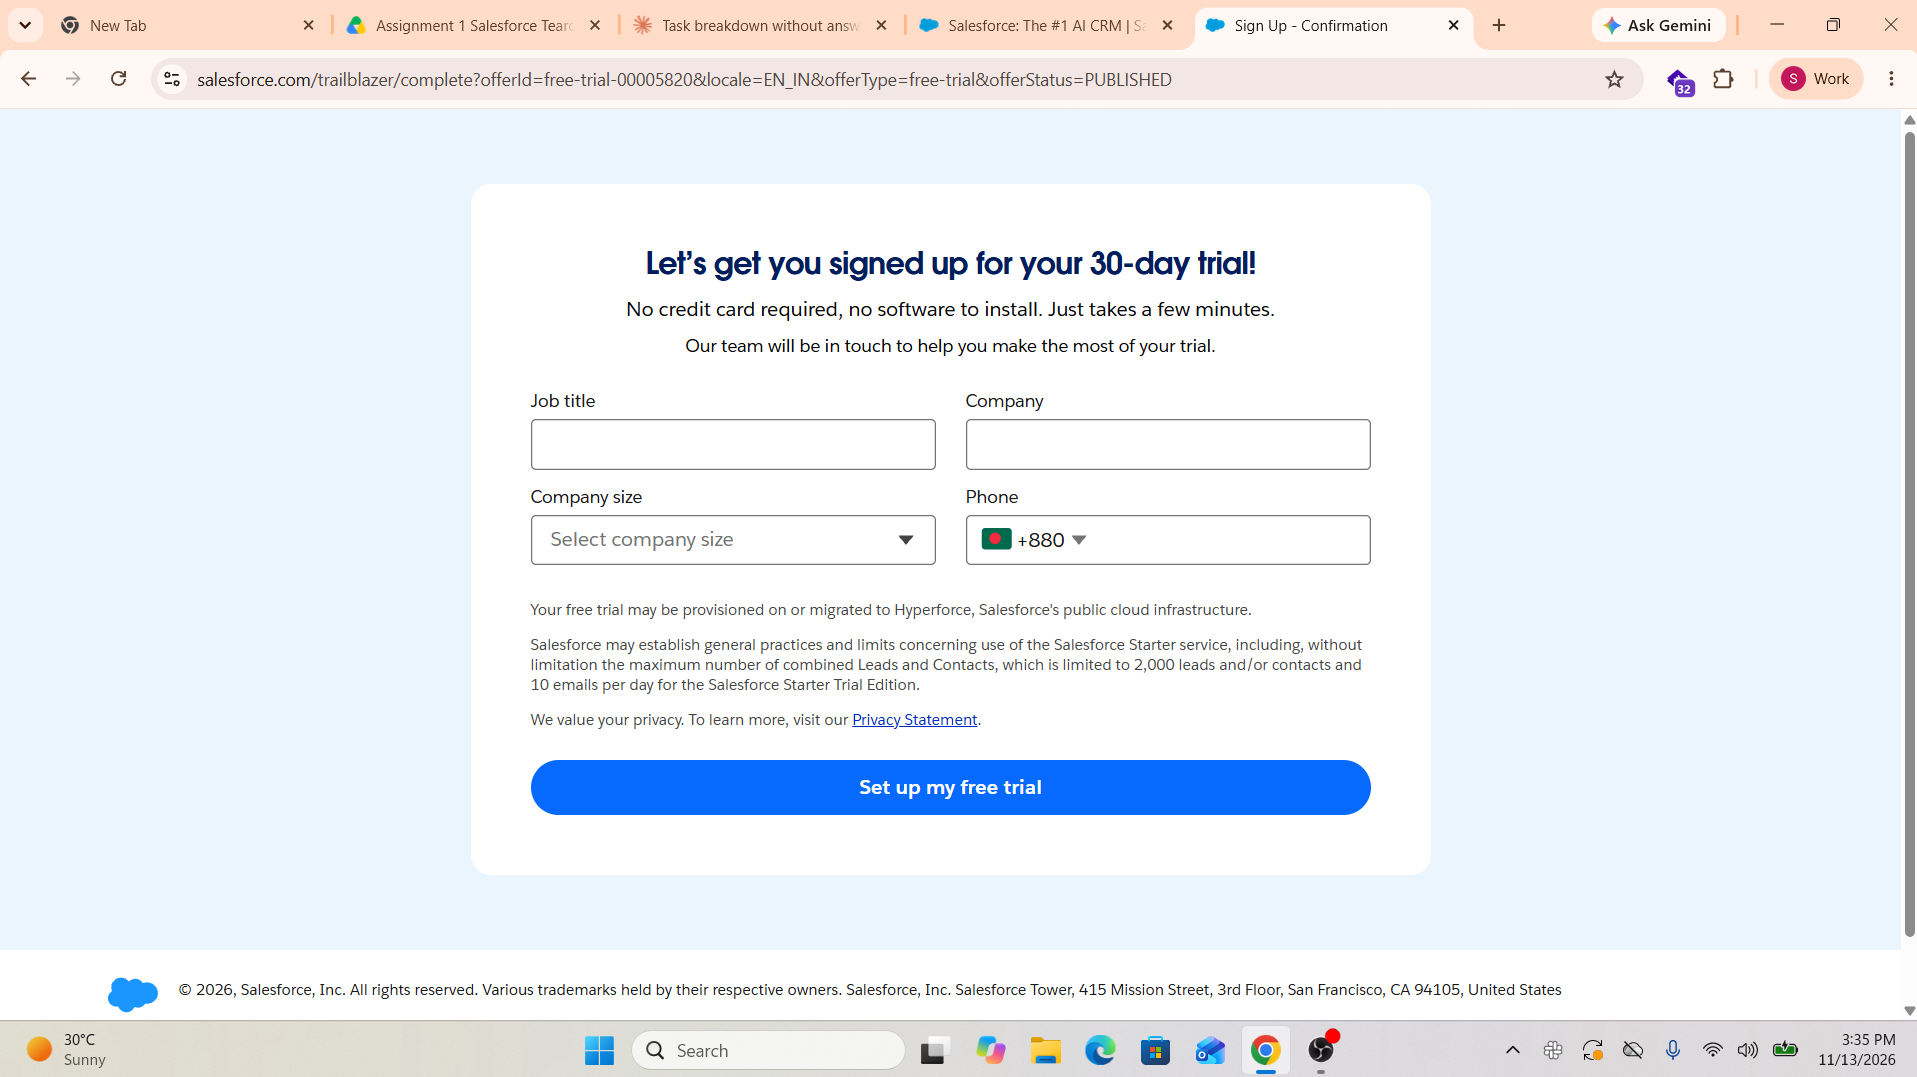 New Tab
Assignment 1 Salesforce Tearc
Task breakdown without answ
Salesforce: The #1 AI CRM | Sa
Sign Up - Confirmation
Ask Gemini
salesforce.com/trailblazer/complete?offerId=free-trial-00005820&locale=EN_IN&offerType=free-trial&offerStatus=PUBLISHED
32
S Work
Let's get you signed up for your 30-day trial!
No credit card required, no software to install. Just takes a few minutes.
Our team will be in touch to help you make the most of your trial.
Job title
Company
Company size
Phone
Select company size
+880
Your free trial may be provisioned on or migrated to Hyperforce, Salesforce's public cloud infrastructure.
Salesforce may establish general practices and limits concerning use of the Salesforce Starter service, including, without
limitation the maximum number of combined Leads and Contacts, which is limited to 2,000 leads and/or contacts and
10 emails per day for the Salesforce Starter Trial Edition.
We value your privacy. To learn more, visit our Privacy Statement.
Set up my free trial
© 2026, Salesforce, Inc. All rights reserved. Various trademarks held by their respective owners. Salesforce, Inc. Salesforce Tower, 415 Mission Street, 3rd Floor, San Francisco, CA 94105, United States
30°C
Sunny
Search
3:35 PM
11/13/2026